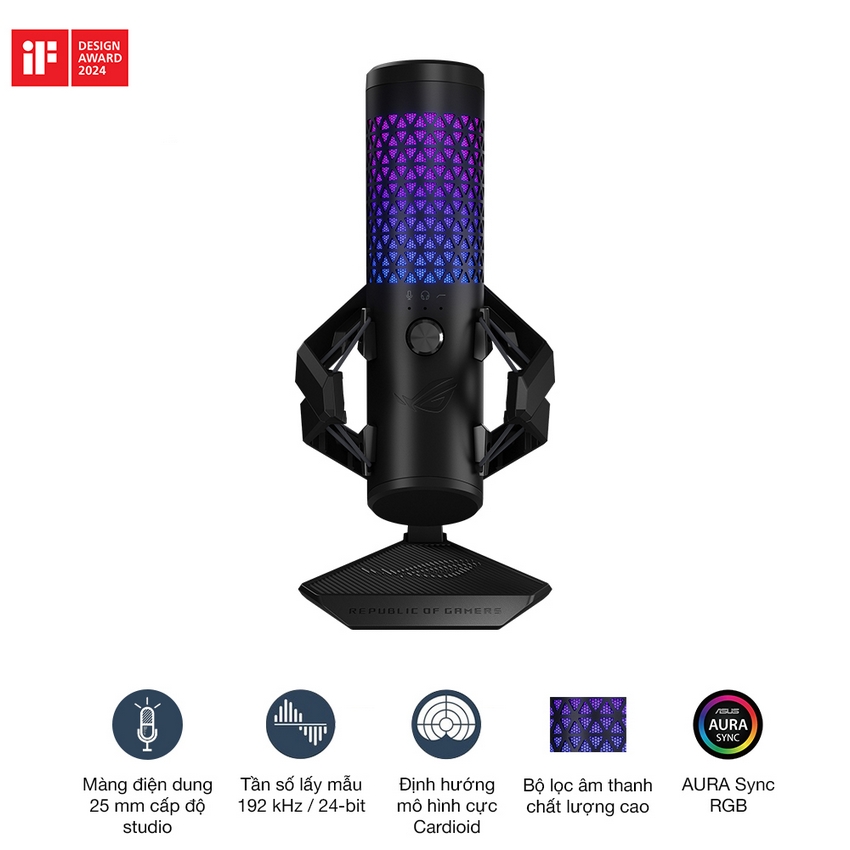 iF
DESIGN
AWARD
2024
REPUBLIC OF GAMERS
Màng điện dung
25 mm cấp độ
studio
Tần số lấy mẫu
192 kHz / 24-bit
Định hướng
mô hình cực
Cardioid
Bộ lọc âm thanh
chất lượng cao
ASUS
AURA
SYNC
AURA Sync
RGB